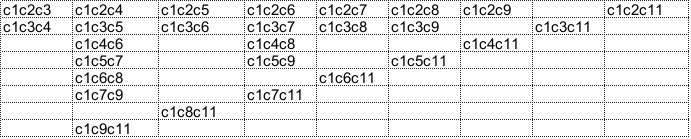 c1c2c3 c1c2c4 c1c2c5 c1c2c6 c1c2c7 c1c2c8 c1c2c9 c1c2c11
c1c3c4 c1c3c5 c1c3c6 c1c3c7 c1c3c8 c1c3c9 c1c3c11
c1c4c6 c1c4c8 c1c4c11
c1c5c7 c1c5c9 c1c5c11
c1c6c8 c1c6c11
c1c7c9 c1c7c11
c1c8c11
c1c9c11